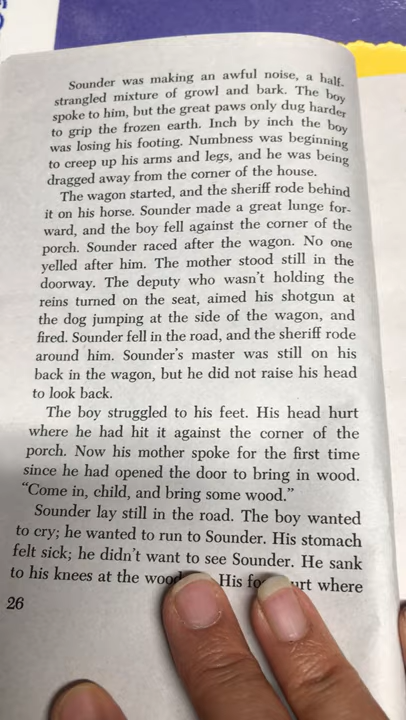 Sounder was making an awful noise, a half-
strangled mixture of growl and bark. The boy
spoke to him, but the great paws only dug harder
to grip the frozen earth. Inch by inch the boy
was losing his footing. Numbness was beginning
to creep up his arms and legs, and he was being
dragged away from the corner of the house.
The wagon started, and the sheriff rode behind
it on his horse. Sounder made a great lunge for-
ward, and the boy fell against the corner of the
porch. Sounder raced after the wagon. No one
yelled after him. The mother stood still in the
doorway. The deputy who wasn't holding the
reins turned on the seat, aimed his shotgun at
the dog jumping at the side of the wagon, and
fired. Sounder fell in the road, and the sheriff rode
around him. Sounder's master was still on his
back in the wagon, but he did not raise his head
to look back.
The boy struggled to his feet. His head hurt
where he had hit it against the corner of the
porch. Now his mother spoke for the first time
since he had opened the door to bring in wood.
"Come in, child, and bring some wood."
Sounder lay still in the road. The boy wanted
to cry; he wanted to run to Sounder. His stomach
felt sick; he didn't want to see Sounder. He sank
to his knees at the His where
26